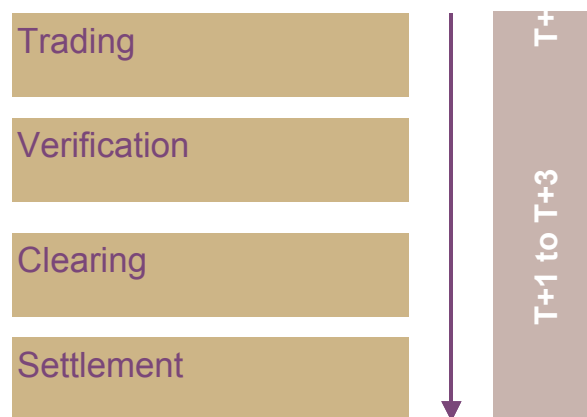 Trading
Verification
Clearing
Settlement
T+
T+1 to T+3